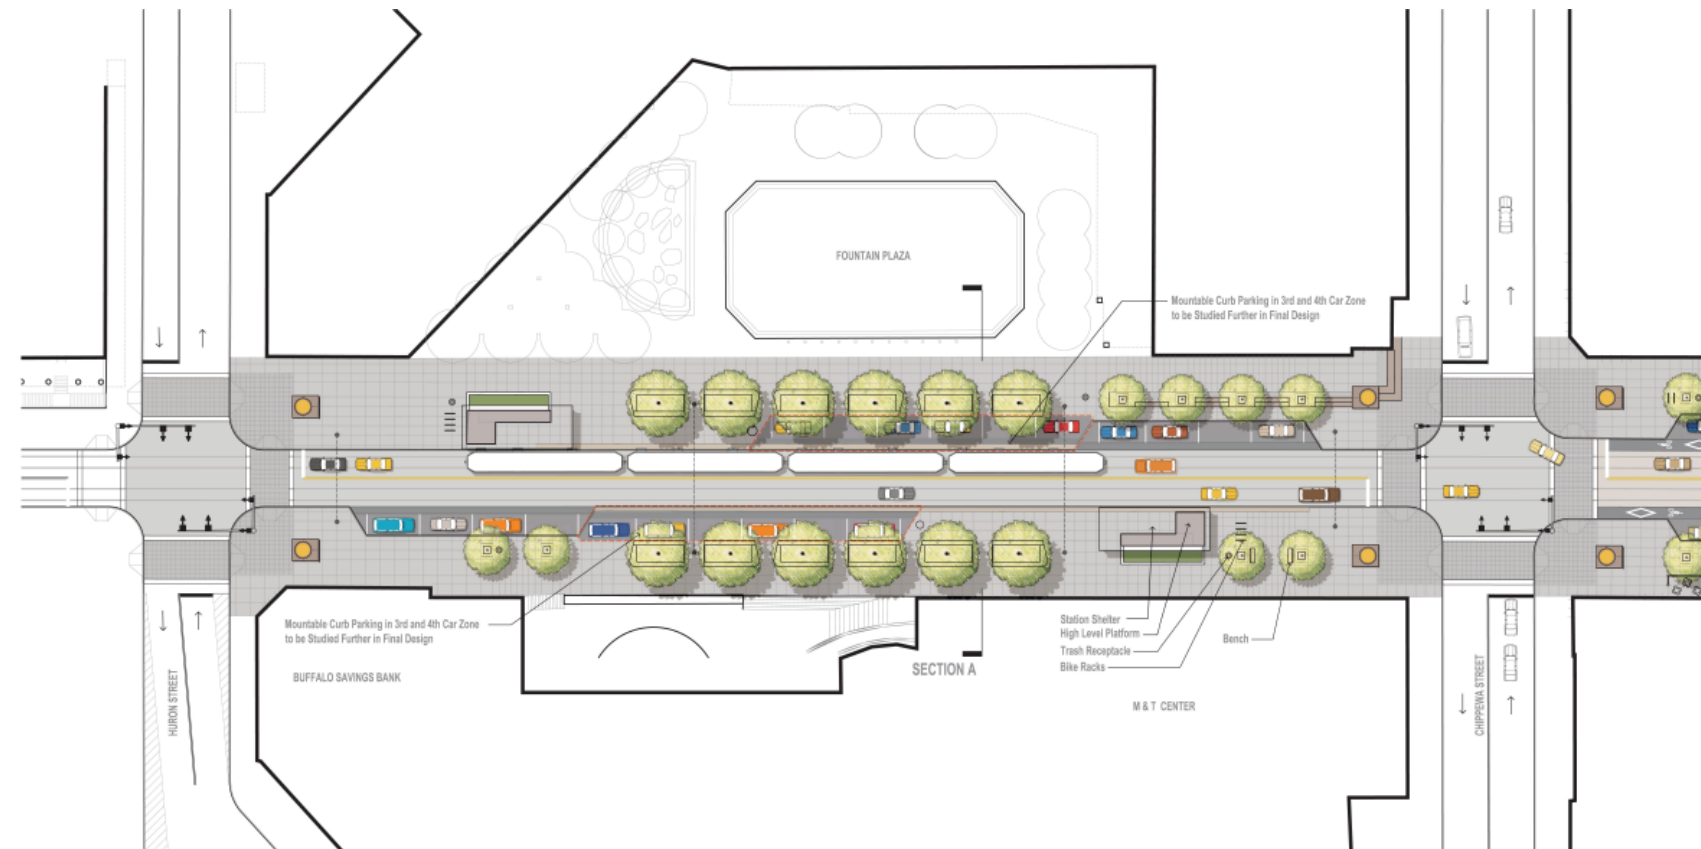 FOUNTAIN PLAZA
Mountable Curb Parking in 3rd and 4th Car Zone
to be Studied Further in Final Design
Mountable Curb Parking in 3rd and 4th Car Zone
to be Studied Further in Final Design
BUFFALO SAVINGS BANK
HURON STREET
SECTION A
Station Shelter
High Level Platform
Trash Receptacle
Bike Racks
Bench
M & T CENTER
CHIPPEWA STREET